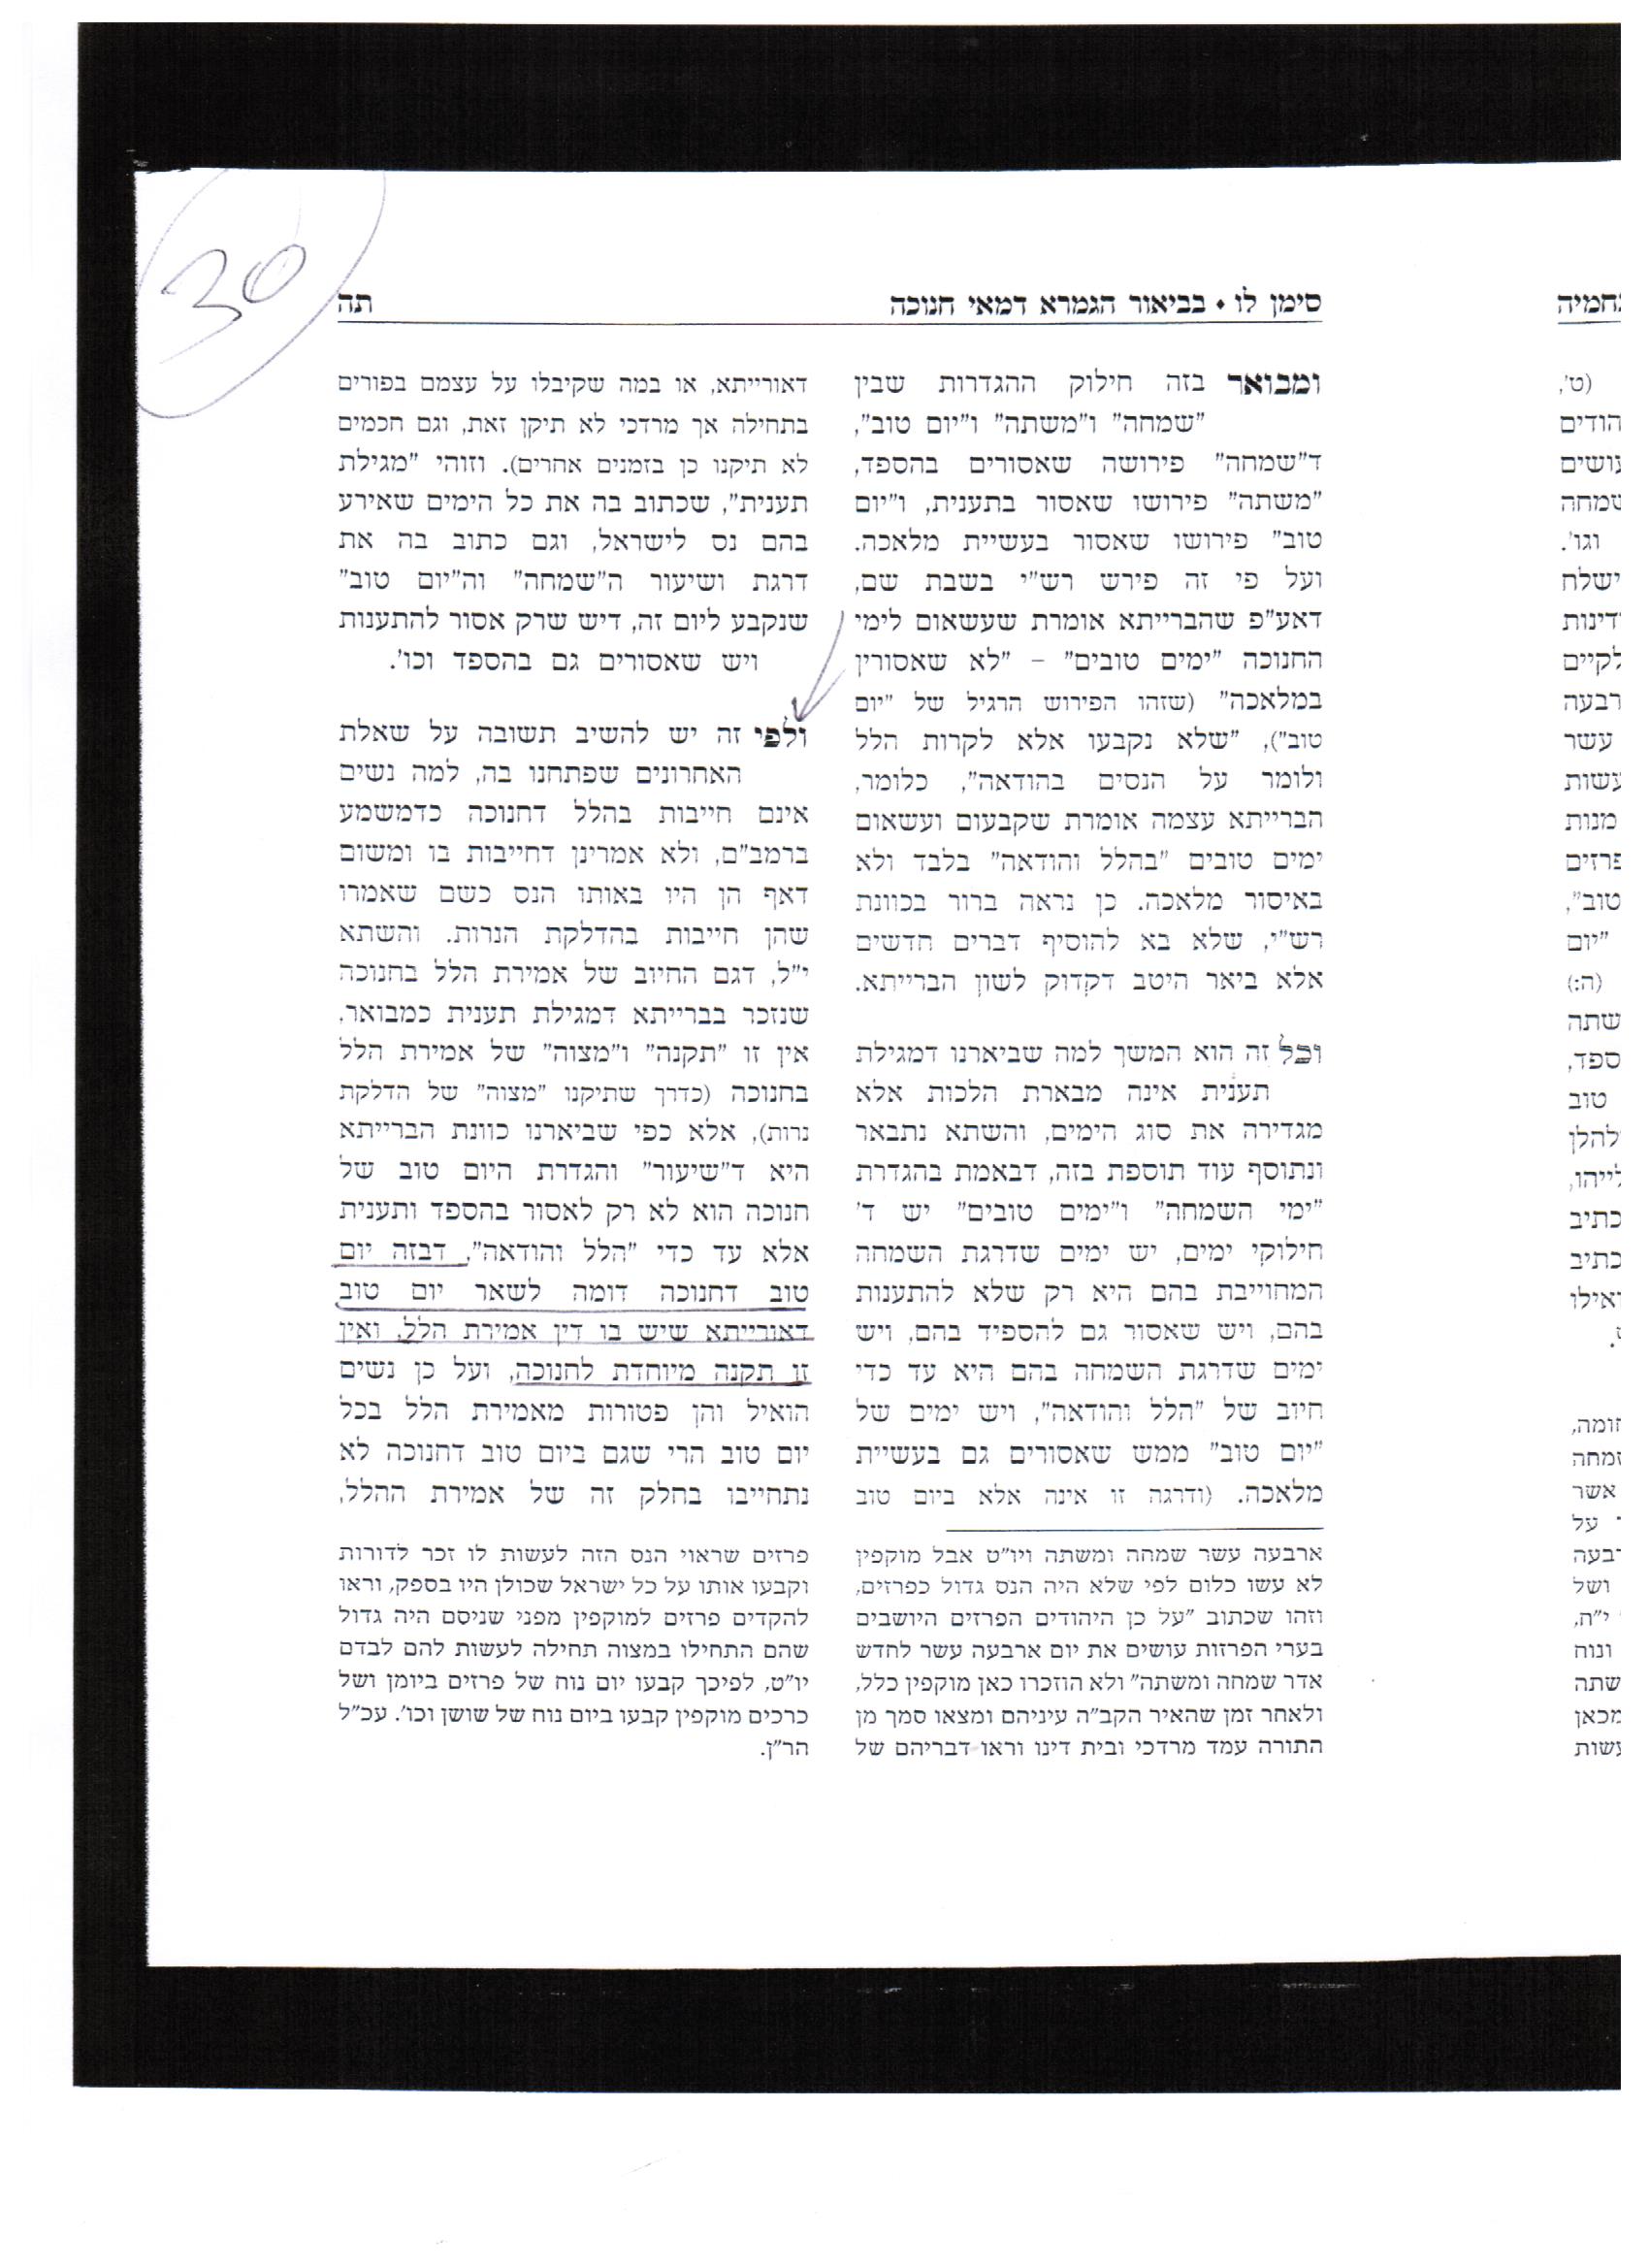 30
סימן לו • בביאור הגמרא דמאי חנוכה
תה
ומבואר בזה חילוק ההגדרות שבין
"שמחה" ו"משתה" ו"יום טוב",
ד"שמחה" פירושה שאסורים בהספד,
"משתה" פירושו שאסור בתענית, ו"יום
טוב" פירושו שאסור בעשיית מלאכה.
ועל פי זה פירש רש"י בשבת שם,
דאע"פ שהברייתא אומרת שעשאום לימי
החנוכה "ימים טובים" – "לא שאסורין
במלאכה" (שזהו הפירוש הרגיל של "יום
טוב"), "שלא נקבעו אלא לקרות הלל
ולומר על הנסים בהודאה", כלומר,
הברייתא עצמה אומרת שקבעום ועשאום
ימים טובים "בהלל והודאה" בלבד ולא
באיסור מלאכה. כן נראה ברור בכוונת
רש"י, שלא בא להוסיף דברים חדשים
אלא ביאר היטב דקדוק לשון הברייתא.
וכל זה הוא המשך למה שביארנו דמגילת
תענית אינה מבארת הלכות אלא
מגדירה את סוג הימים, והשתא נתבאר
ונתוסף עוד תוספת בזה, דבאמת בהגדרת
"ימי השמחה" ו"ימים טובים" יש ד'
חילוקי ימים, יש ימים שדרגת השמחה
המחוייבת בהם היא רק שלא להתענות
בהם, ויש שאסור גם להספיד בהם, ויש
ימים שדרגת השמחה בהם היא עד כדי
חיוב של "הלל והודאה", ויש ימים של
"יום טוב" ממש שאסורים גם בעשיית
מלאכה. (ודרגה זו אינה אלא ביום טוב
דאורייתא, או במה שקיבלו על עצמם בפורים
בתחילה אך מרדכי לא תיקן זאת, וגם חכמים
לא תיקנו כן בזמנים אחרים). וזוהי "מגילת
תענית", שכתוב בה את כל הימים שאירע
בהם נס לישראל, וגם כתוב בה את
דרגת ושיעור ה"שמחה" וה"יום טוב"
שנקבע ליום זה, דיש שרק אסור להתענות
ויש שאסורים גם בהספד וכו'.
ולפי זה יש להשיב תשובה על שאלת
האחרונים שפתחנו בה, למה נשים
אינם חייבות בהלל דחנוכה כדמשמע
ברמב"ם, ולא אמרינן דחייבות בו ומשום
דאף הן היו באותו הנס כשם שאמרו
שהן חייבות בהדלקת הנרות. והשתא
י"ל, דגם החיוב של אמירת הלל בחנוכה
שנזכר בברייתא דמגילת תענית כמבואר,
אין זו "תקנה" ו"מצוה" של אמירת הלל
בחנוכה (כדרך שתיקנו "מצוה" של הדלקת
נרות), אלא כפי שביארנו כוונת הברייתא
היא ד"שיעור" והגדרת היום טוב של
חנוכה הוא לא רק לאסור בהספד ותענית
אלא עד כדי "הלל והודאה", דבזה יום
טוב דחנוכה דומה לשאר יום טוב
דאורייתא שיש בו דין אמירת הלל, ואין
זו תקנה מיוחדת לחנוכה, ועל כן נשים
הואיל והן פטורות מאמירת הלל בכל
יום טוב הרי שגם ביום טוב דחנוכה לא
נתחייבו בחלק זה של אמירת ההלל,
ארבעה עשר שמחה ומשתה ויו"ט אבל מוקפין
לא עשו כלום לפי שלא היה הנס גדול כפרזים,
וזהו שכתוב "על כן היהודים הפרזים היושבים
בערי הפרזות עושים את יום ארבעה עשר לחדש
אדר שמחה ומשתה" ולא הוזכרו כאן מוקפין כלל,
ולאחר זמן שהאיר הקב"ה עיניהם ומצאו סמך מן
התורה עמד מרדכי ובית דינו וראו דבריהם של
פרזים שראוי הנס הזה לעשות לו זכר לדורות
וקבעו אותו על כל ישראל שכולן היו בספק, וראו
להקדים פרזים למוקפין מפני שניסם היה גדול
שהם התחילו במצוה תחילה לעשות להם לבדם
יו"ט, לפיכך קבעו יום נוח של פרזים ביומן ושל
כרכים מוקפין קבעו ביום נוח של שושן וכו'. עכ"ל
הר"ן.